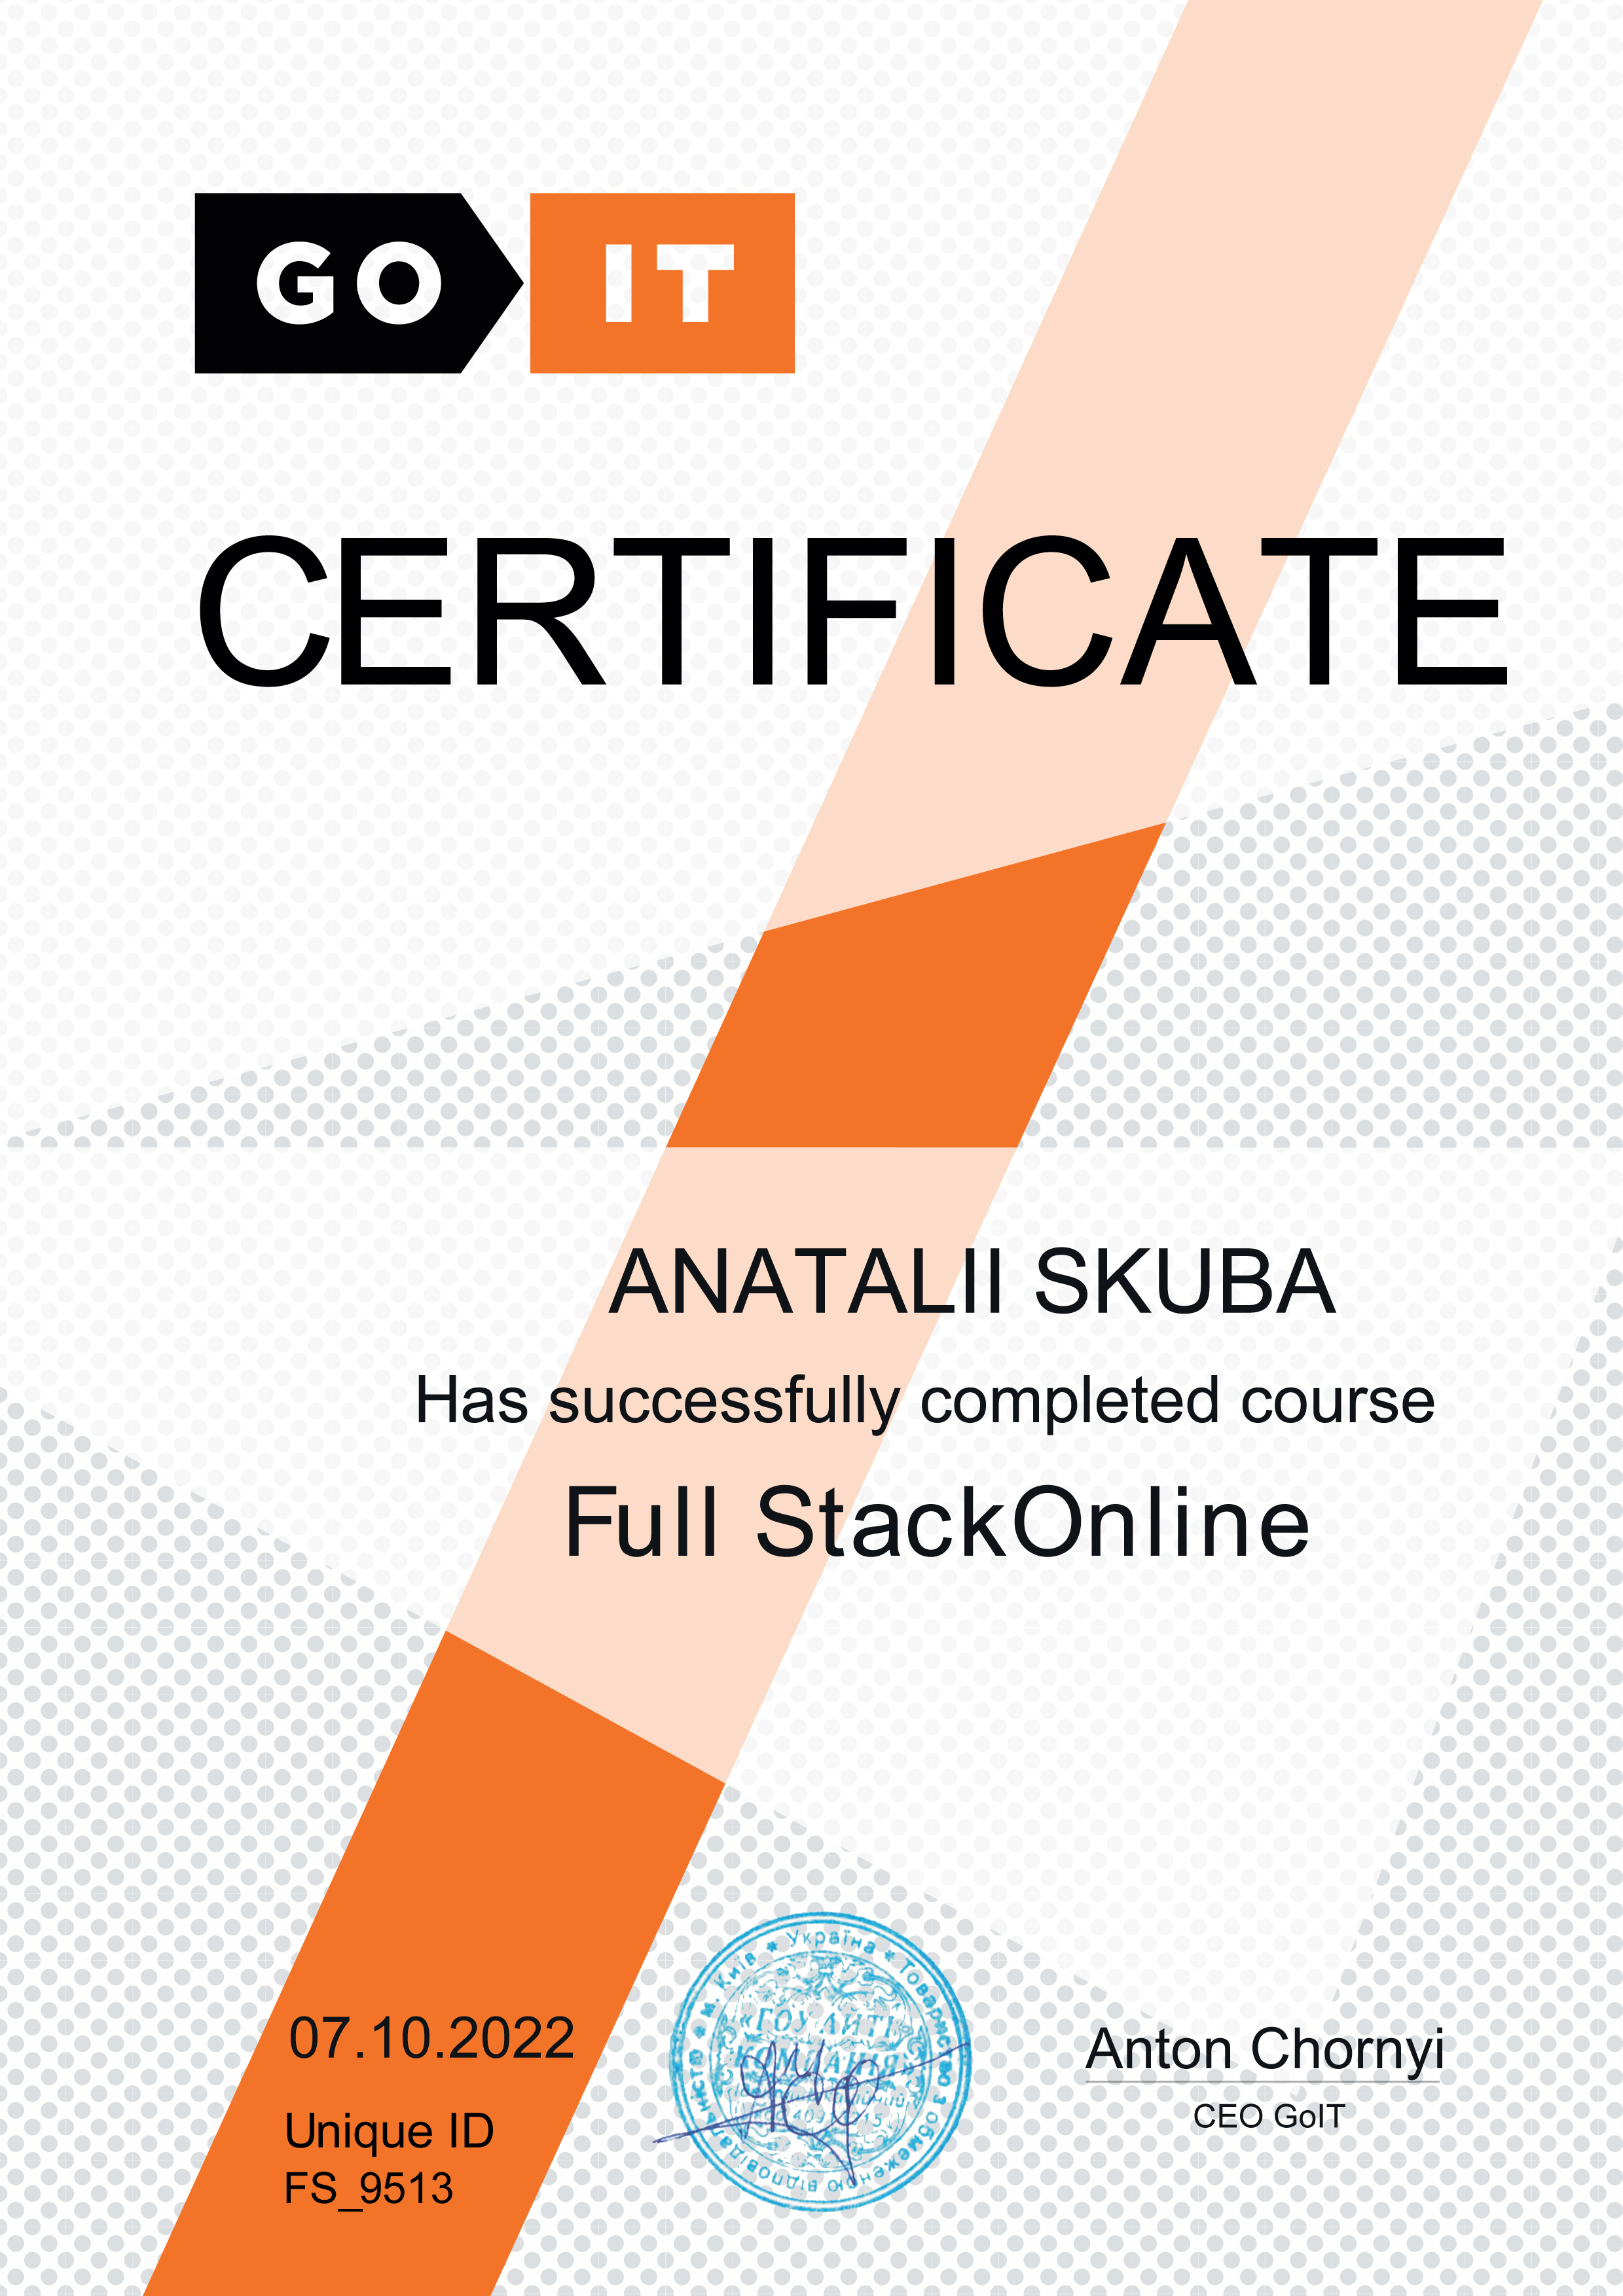 GO IT
CERTIFICATE
ANATALII SKUBA
Has successfully completed course
Full StackOnline
07.10.2022
Unique ID
FS_9513
Україна * Товариство з обмеженою відповідальністю * м. Київ *
«ГОУ АЙТІ
КОМПАНІЯ»
Anton Chornyi
CEO GoIT